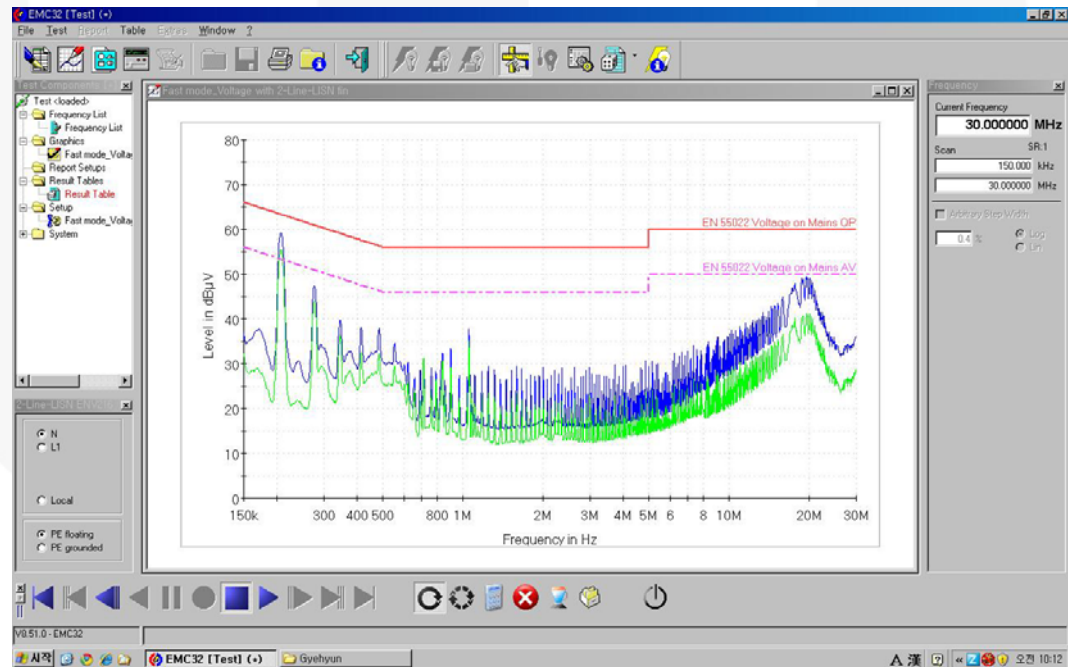 EMC32 [Test] (•)
File Test Report Table Extras Window ?
Test Components
Test <loaded>
Frequency List
Frequency List
Graphics
Fast mode_Volta
Report Setups
Result Tables
Result Table
Setup
Fast mode_Volta
System
2-Line-LISN
N
L1
Local
PE floating
PE grounded
Fast mode_Voltage with 2-Line-LISN fin
Level in dBµV
80
70
60
50
40
30
20
10
0
EN 55022 Voltage on Mains QP
EN 55022 Voltage on Mains AV
150k 300 400 500 800 1M 2M 3M 4M 5M 6 8 10M 20M 30M
Frequency in Hz
Frequency
Current Frequency
30.000000 MHz
Scan SR:1
150.000 kHz
30.000000 MHz
Arbitrary Step Width
0.4 %
Log
Lin
V8.51.0 - EMC32
시작
EMC32 [Test] (•)
Gyehyun
A 漢
?
«
오전 10:12